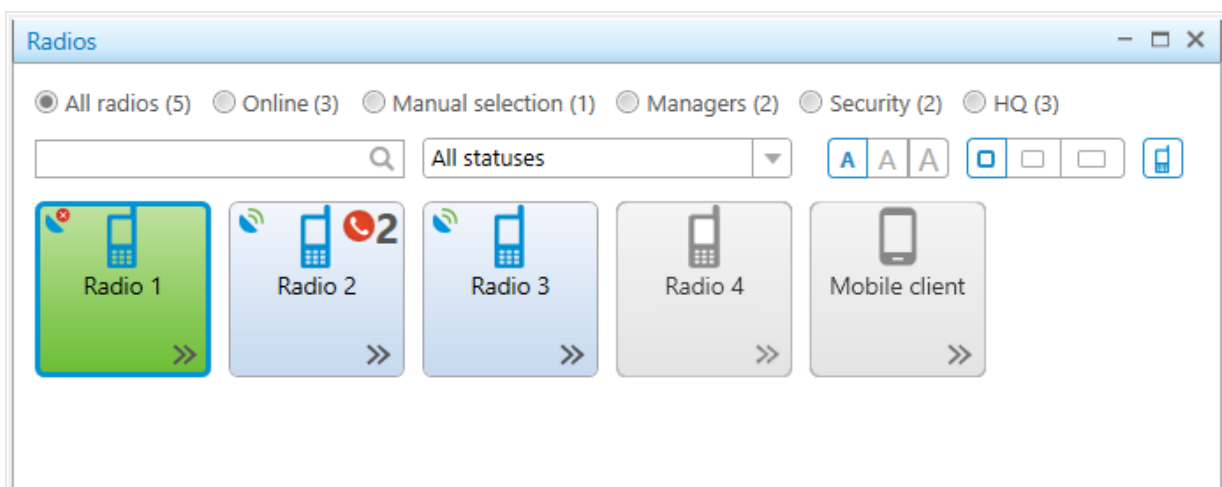 Radios
All radios (5) Online (3) Manual selection (1) Managers (2) Security (2) HQ (3)
All statuses A A A
2
Radio 1 Radio 2 Radio 3 Radio 4 Mobile client